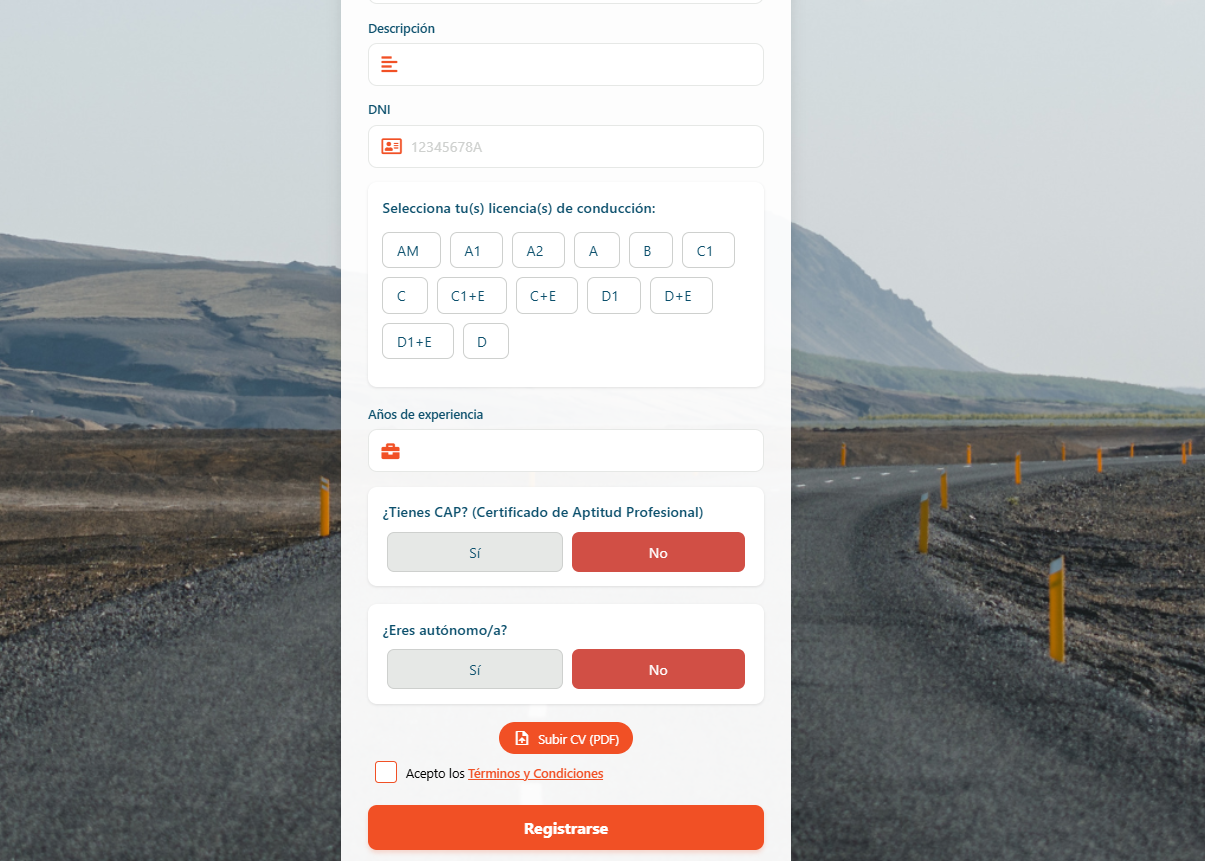 Descripción
DNI
12345678A
Selecciona tu(s) licencia(s) de conducción:
AM A1 A2 A B C1
C C1+E C+E D1 D+E
D1+E D
Años de experiencia
¿Tienes CAP? (Certificado de Aptitud Profesional)
Sí No
¿Eres autónomo/a?
Sí No
Subir CV (PDF)
Acepto los Términos y Condiciones
Registrarse